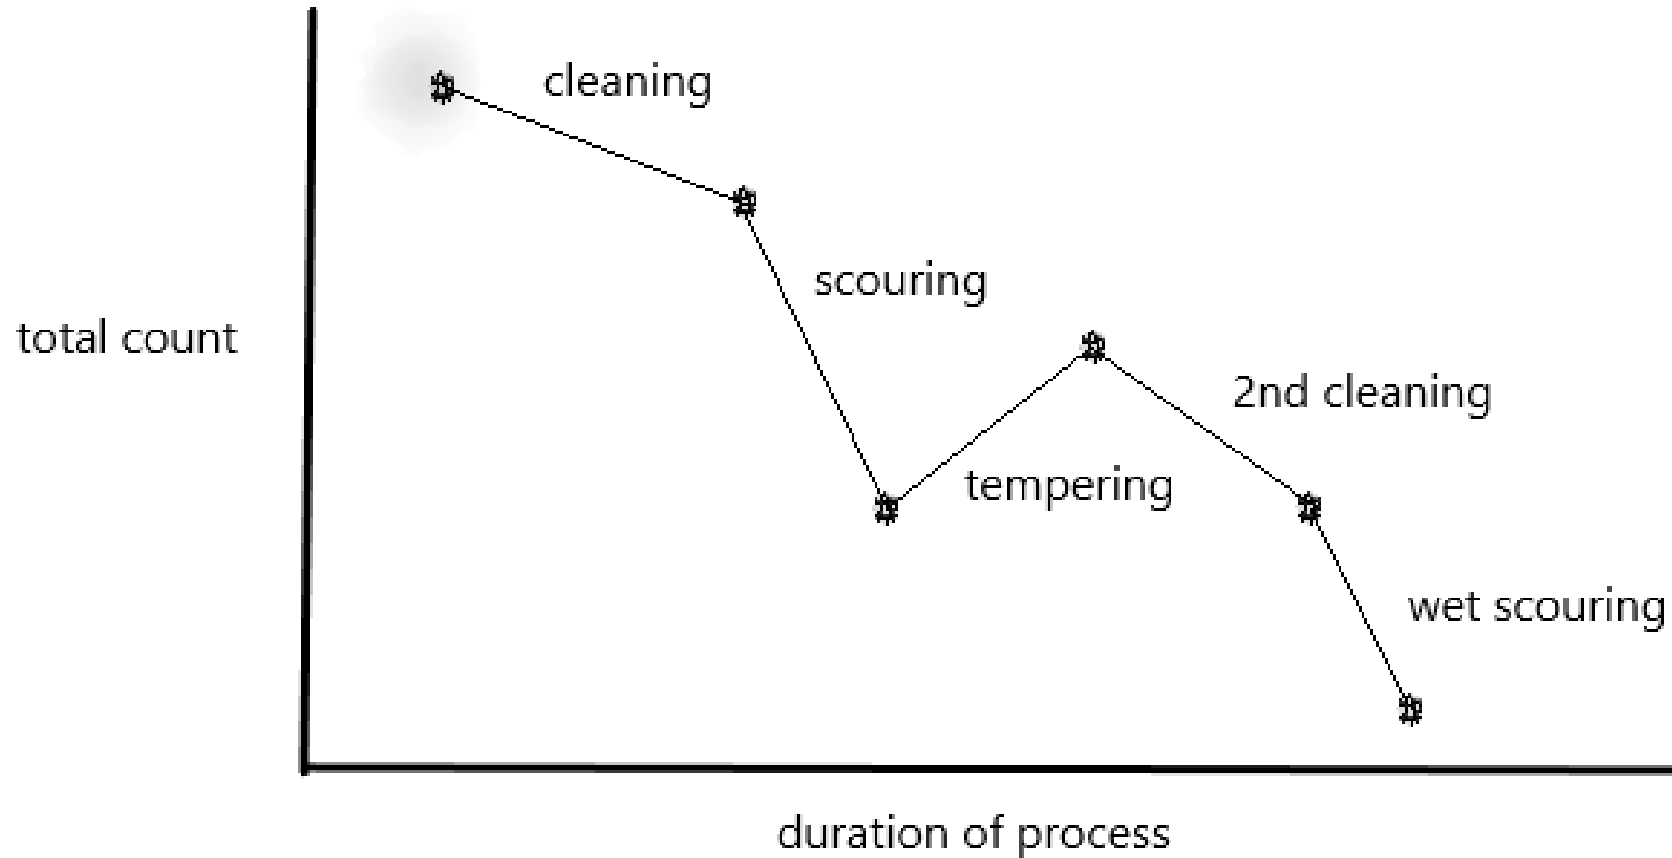 cleaning
scouring
total count
2nd cleaning
tempering
wet scouring
duration of process